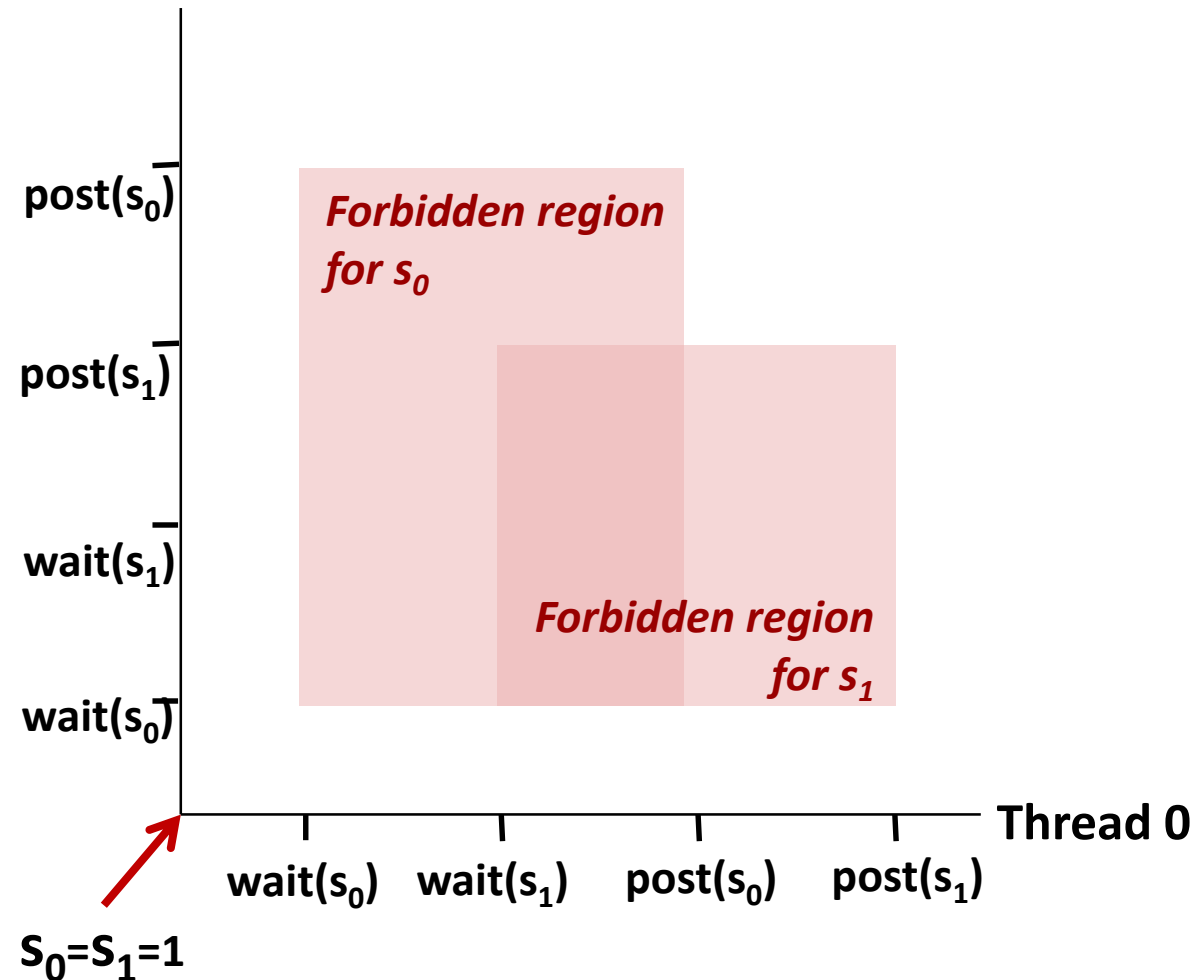 post(s₀)
Forbidden region
for s₀
post(s₁)
wait(s₁)
Forbidden region
for s₁
wait(s₀)
Thread 0
wait(s₀) wait(s₁) post(s₀) post(s₁)
s₀=s₁=1